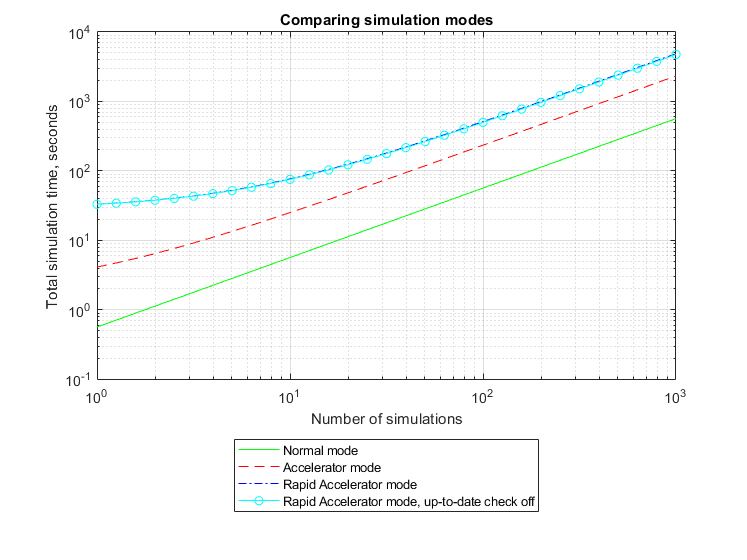 Comparing simulation modes
Total simulation time, seconds
10^4
10^3
10^2
10^1
10^0
10^-1
10^0 10^1 10^2 10^3
Number of simulations
Normal mode
Accelerator mode
Rapid Accelerator mode
Rapid Accelerator mode, up-to-date check off